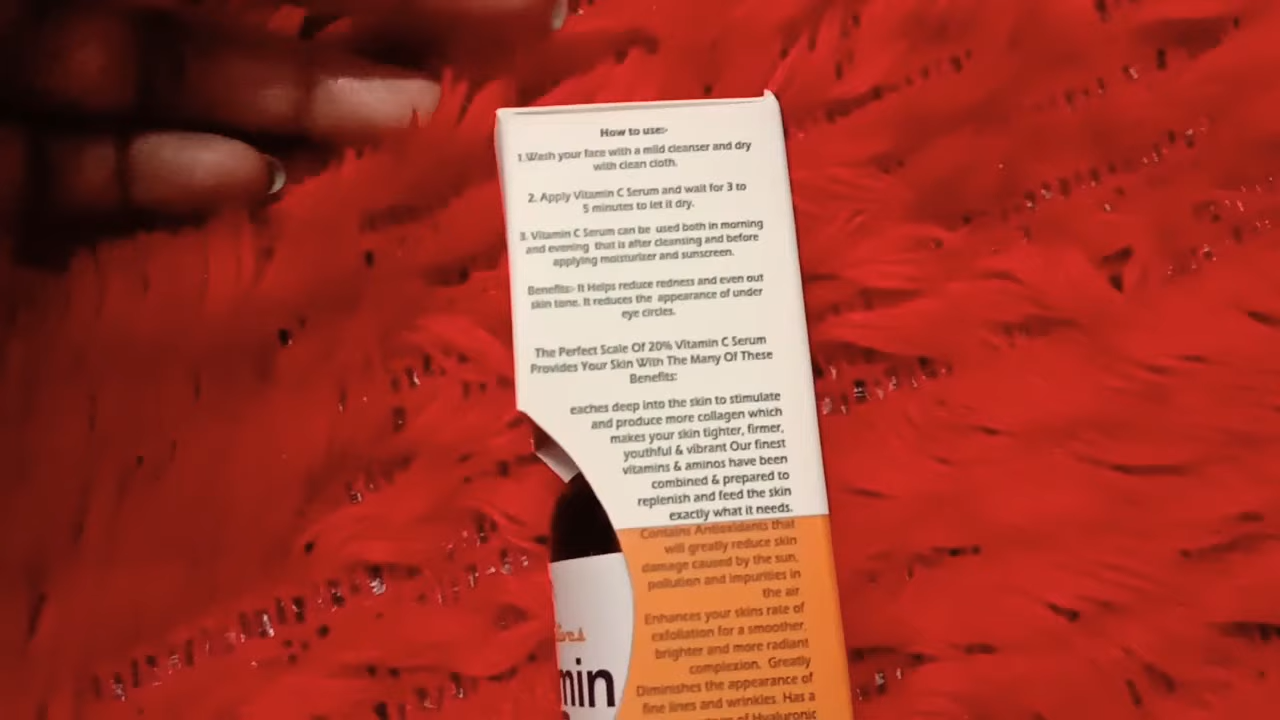 How to use:-
1.Wash your face with a mild cleanser and dry
with clean cloth.
2. Apply Vitamin C Serum and wait for 3 to
5 minutes to let it dry.
3. Vitamin C Serum can be used both in morning
and evening that is after cleansing and before
applying moisturizer and sunscreen.
Benefits:- It Helps reduce redness and even out
skin tone. It reduces the appearance of under
eye circles.
The Perfect Scale Of 20% Vitamin C Serum
Provides Your Skin With The Many Of These
Benefits:
eaches deep into the skin to stimulate
and produce more collagen which
makes your skin tighter, firmer,
youthful & vibrant Our finest
vitamins & aminos have been
combined & prepared to
replenish and feed the skin
exactly what it needs.
Contains Antioxidants that
will greatly reduce skin
damage caused by the sun,
pollution and impurities in
the air
Enhances your skins rate of
exfoliation for a smoother,
brighter and more radiant
complexion. Greatly
Diminishes the appearance of
fine lines and wrinkles. Has a
of Hyaluronic
min